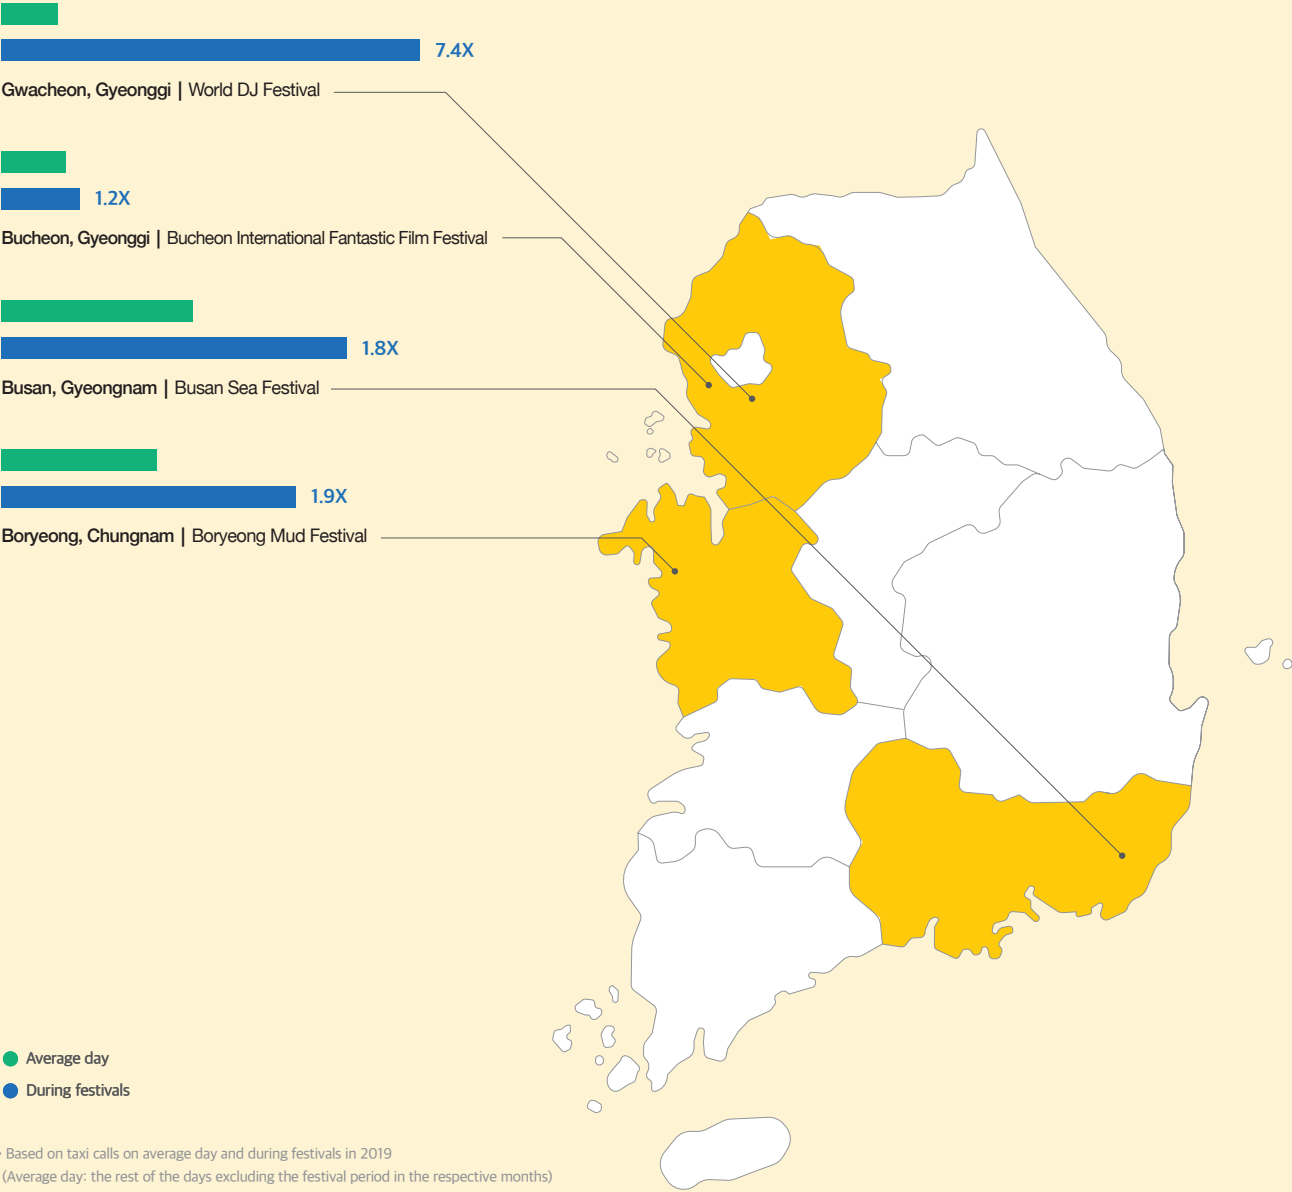 7.4X
Gwacheon, Gyeonggi | World DJ Festival
1.2X
Bucheon, Gyeonggi | Bucheon International Fantastic Film Festival
1.8X
Busan, Gyeongnam | Busan Sea Festival
1.9X
Boryeong, Chungnam | Boryeong Mud Festival
Average day
During festivals
· Based on taxi calls on average day and during festivals in 2019
(Average day: the rest of the days excluding the festival period in the respective months)